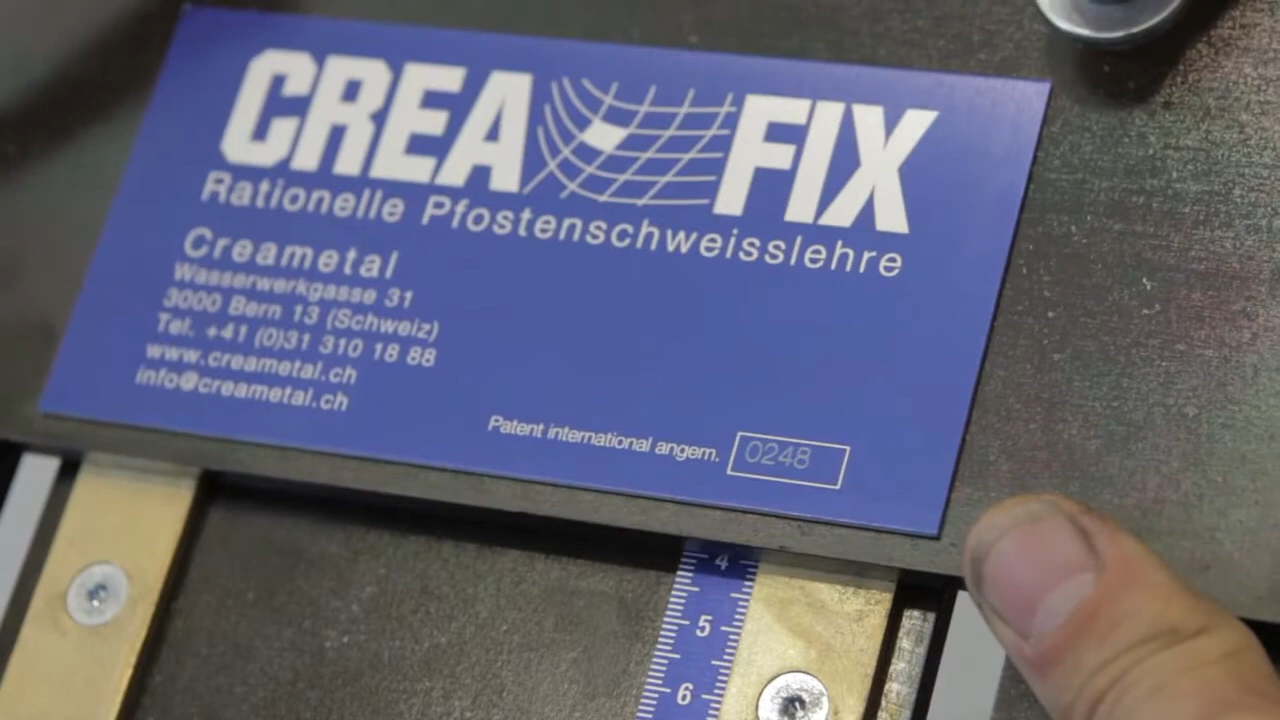 CREA FIX
Rationelle Pfostenschweisslehre
Creametal
Wasserwerkgasse 31
3000 Bern 13 (Schweiz)
Tel. +41 (0)31 310 18 88
www.creametal.ch
info@creametal.ch
Patent international angem. 0248
4
5
6